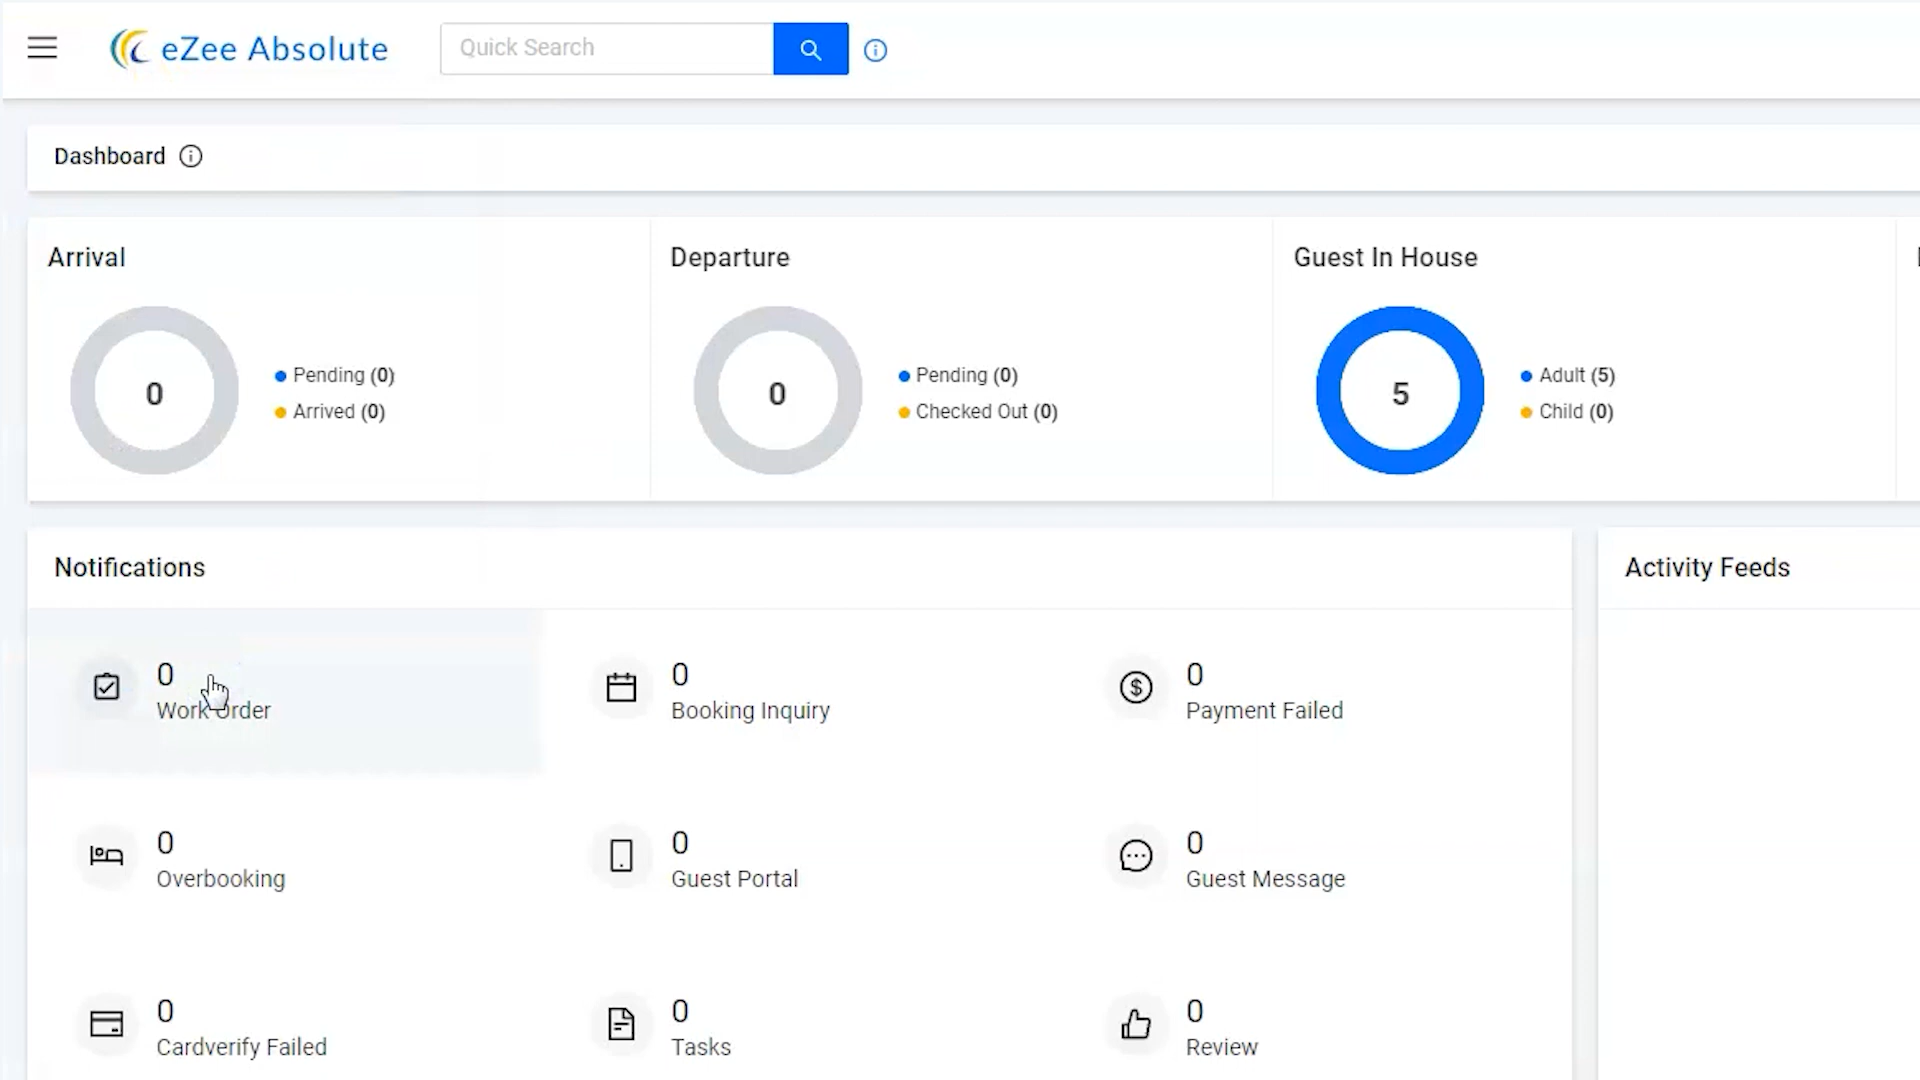 eZee Absolute
Quick Search
Dashboard
Arrival
0
Pending (0)
Arrived (0)
Departure
0
Pending (0)
Checked Out (0)
Guest In House
5
Adult (5)
Child (0)
Notifications
0
Work Order
0
Booking Inquiry
0
Payment Failed
0
Overbooking
0
Guest Portal
0
Guest Message
0
Cardverify Failed
0
Tasks
0
Review
Activity Feeds